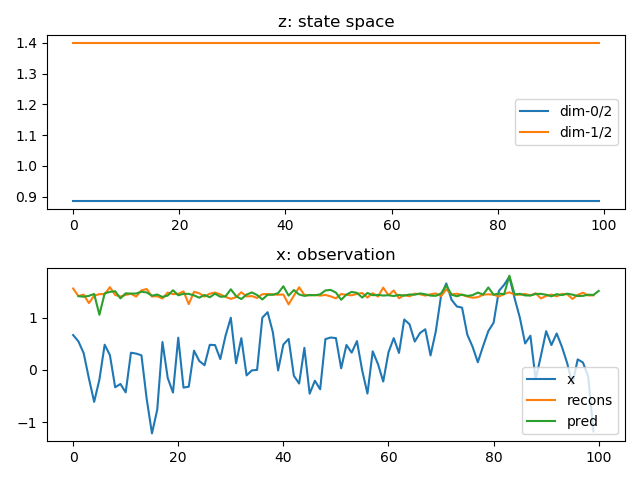 z: state space
1.4
1.3
1.2
1.1
1.0
0.9
dim-0/2
dim-1/2
0 20 40 60 80 100
x: observation
1
0
−1
x
recons
pred
0 20 40 60 80 100